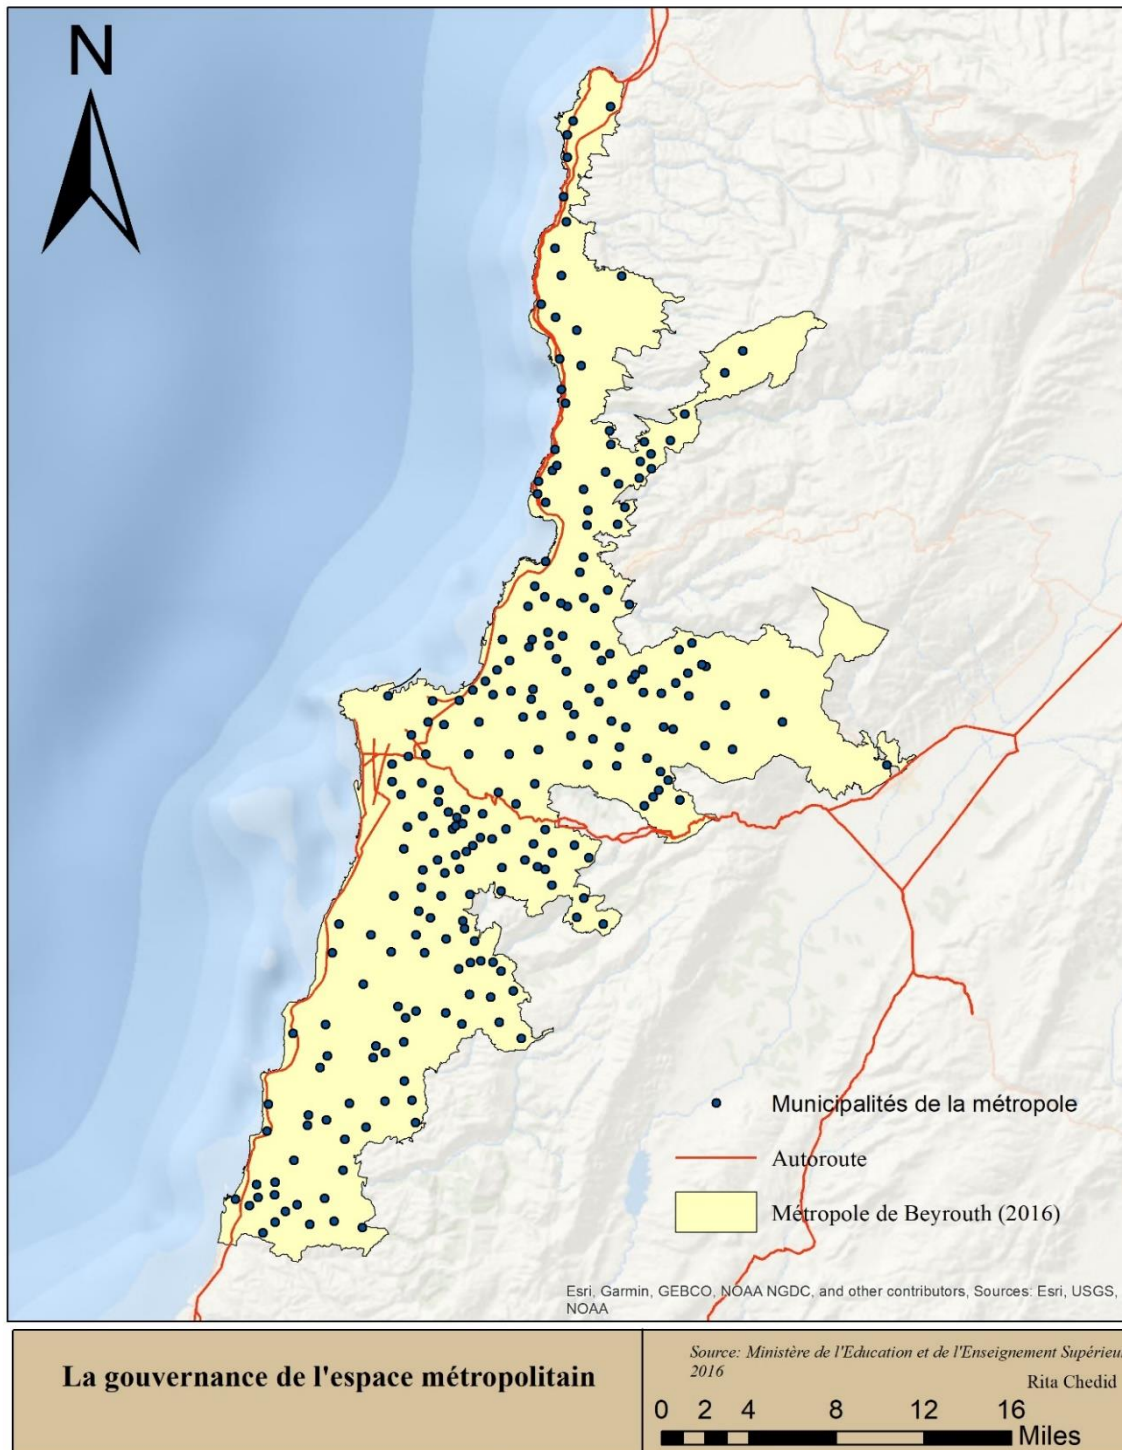 N
Municipalités de la métropole
Autoroute
Métropole de Beyrouth (2016)
Esri, Garmin, GEBCO, NOAA NGDC, and other contributors, Sources: Esri, USGS,
NOAA
La gouvernance de l'espace métropolitain
Source: Ministère de l'Education et de l'Enseignement Supérieu
2016
Rita Chedid
0 2 4 8 12 16
Miles